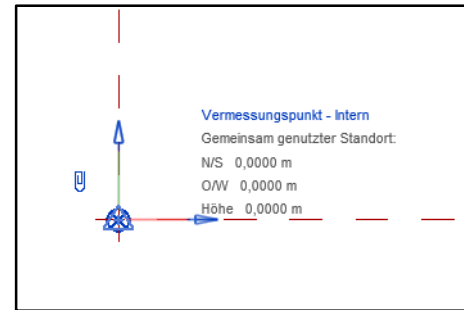 Vermessungspunkt - Intern
Gemeinsam genutzter Standort:
N/S 0,0000 m
O/W 0,0000 m
Höhe 0,0000 m